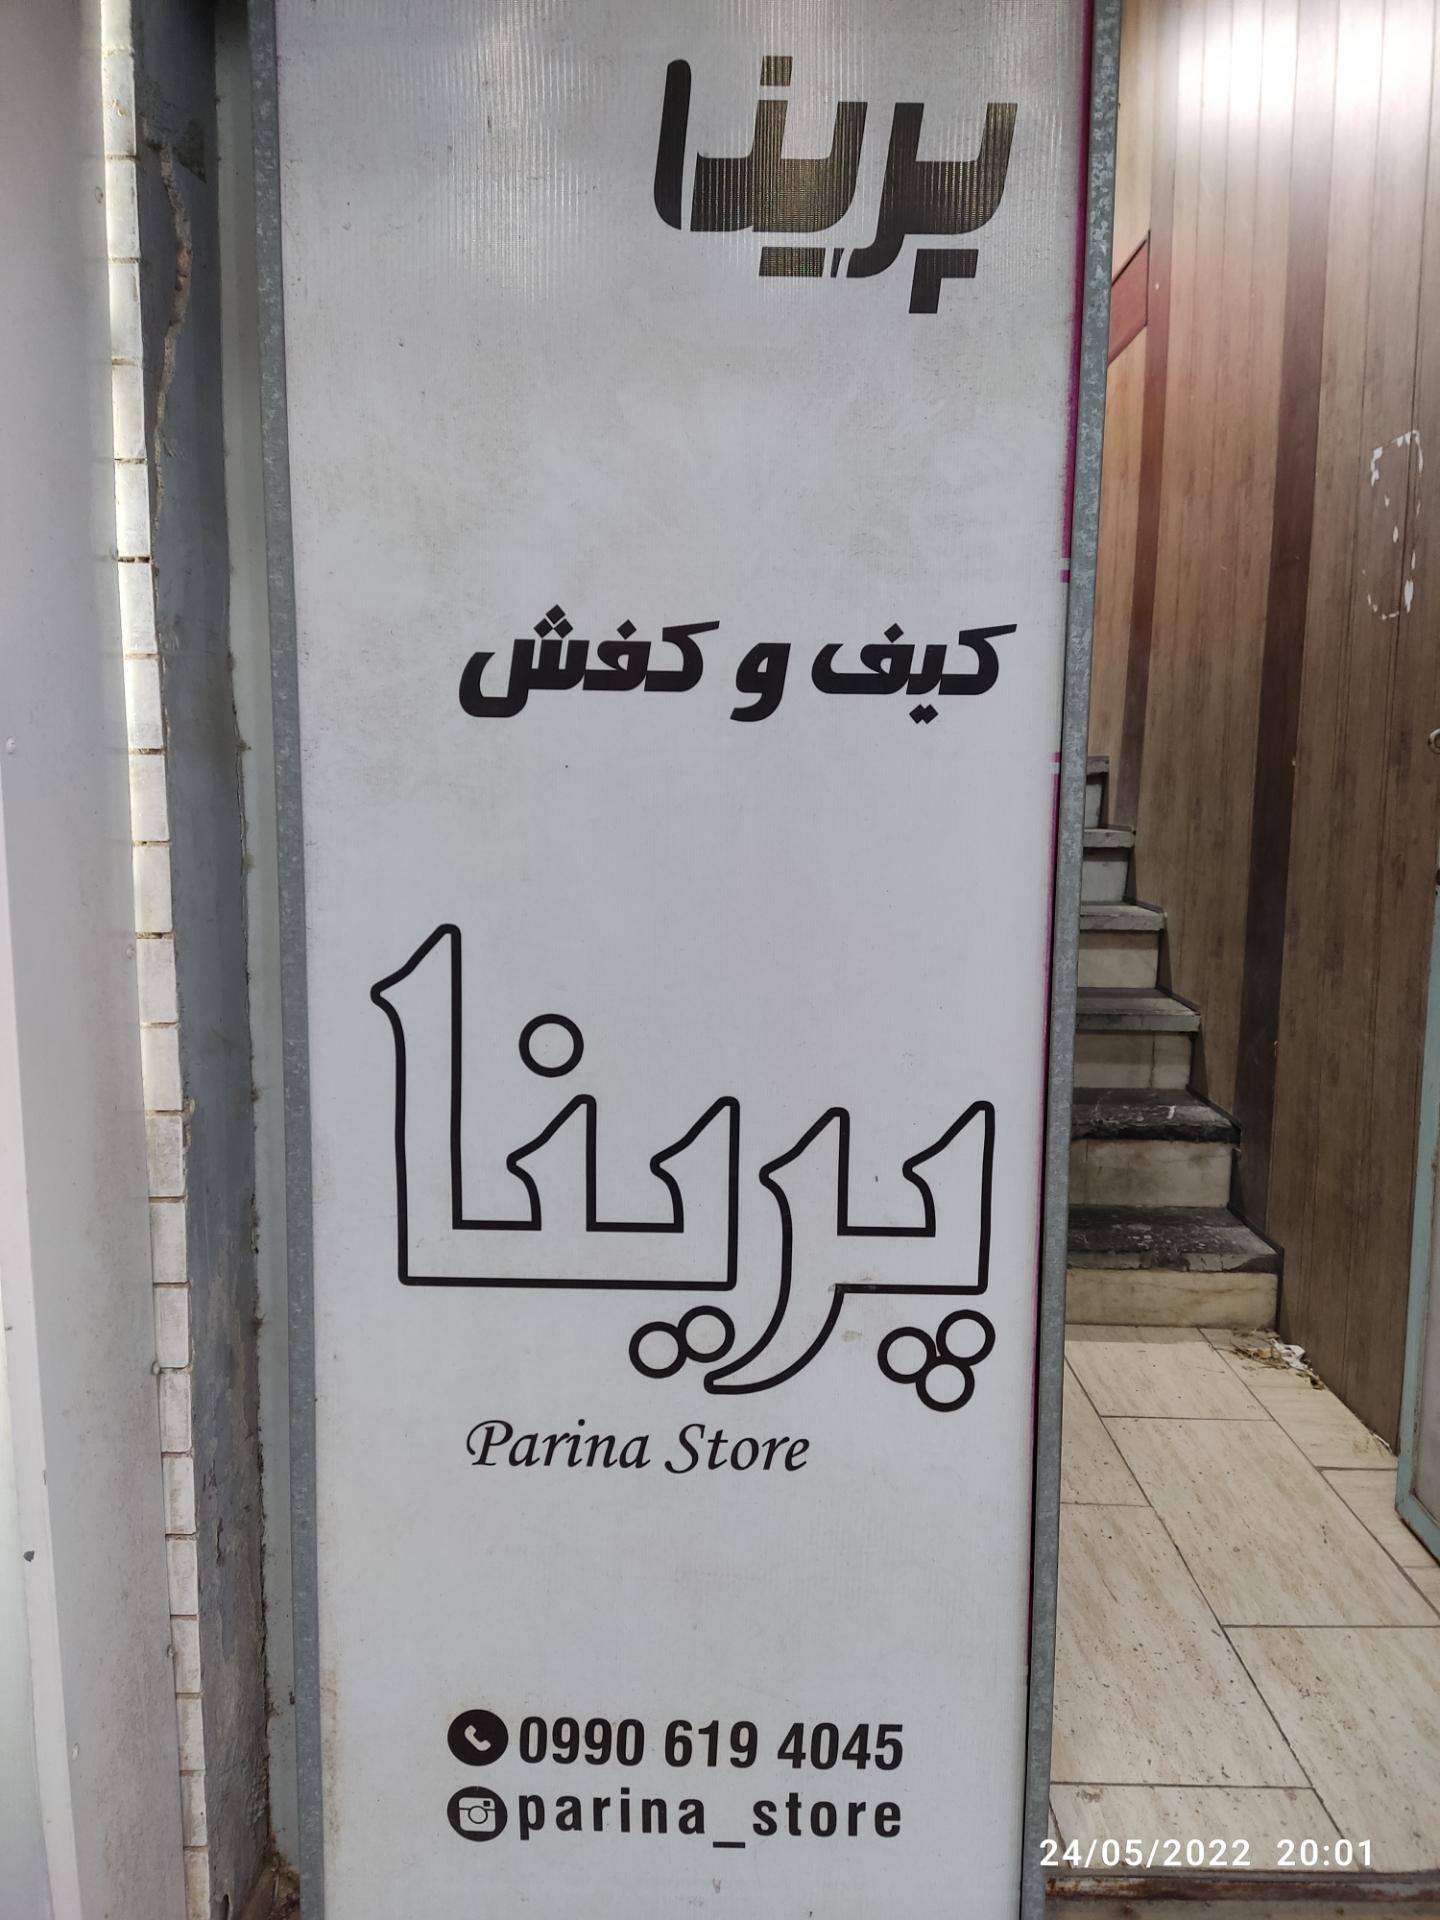 پرینا
کیف و کفش
پرینا
Parina Store
0990 619 4045
parina_store
24/05/2022 20:01